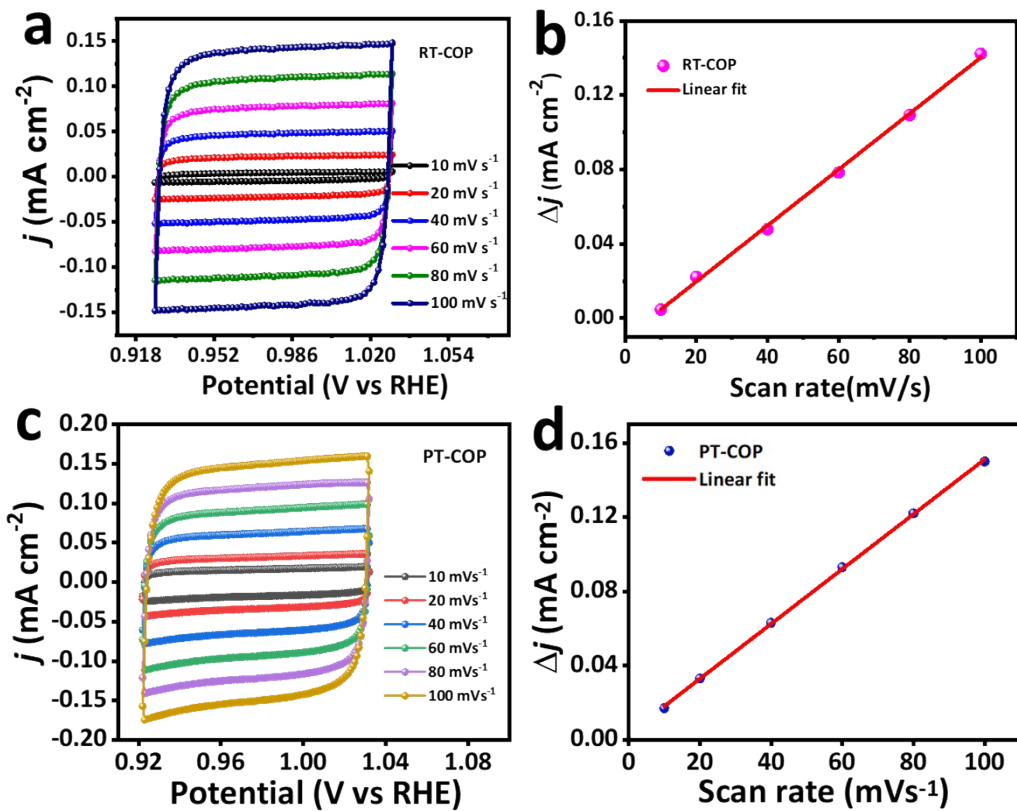 a
0.15
0.10
0.05
0.00
-0.05
-0.10
-0.15
j (mA cm-2)
RT-COP
10 mV s-1
20 mV s-1
40 mV s-1
60 mV s-1
80 mV s-1
100 mV s-1
0.918 0.952 0.986 1.020 1.054
Potential (V vs RHE)
b
0.16
0.12
0.08
0.04
0.00
Δj (mA cm-2)
RT-COP
Linear fit
0 20 40 60 80 100
Scan rate(mV/s)
c
0.20
0.15
0.10
0.05
0.00
-0.05
-0.10
-0.15
-0.20
j (mA cm-2)
PT-COP
10 mVs-1
20 mVs-1
40 mVs-1
60 mVs-1
80 mVs-1
100 mVs-1
0.92 0.96 1.00 1.04 1.08
Potential (V vs RHE)
d
0.16
0.12
0.08
0.04
0.00
Δj (mA cm-2)
PT-COP
Linear fit
0 20 40 60 80 100
Scan rate (mVs-1)